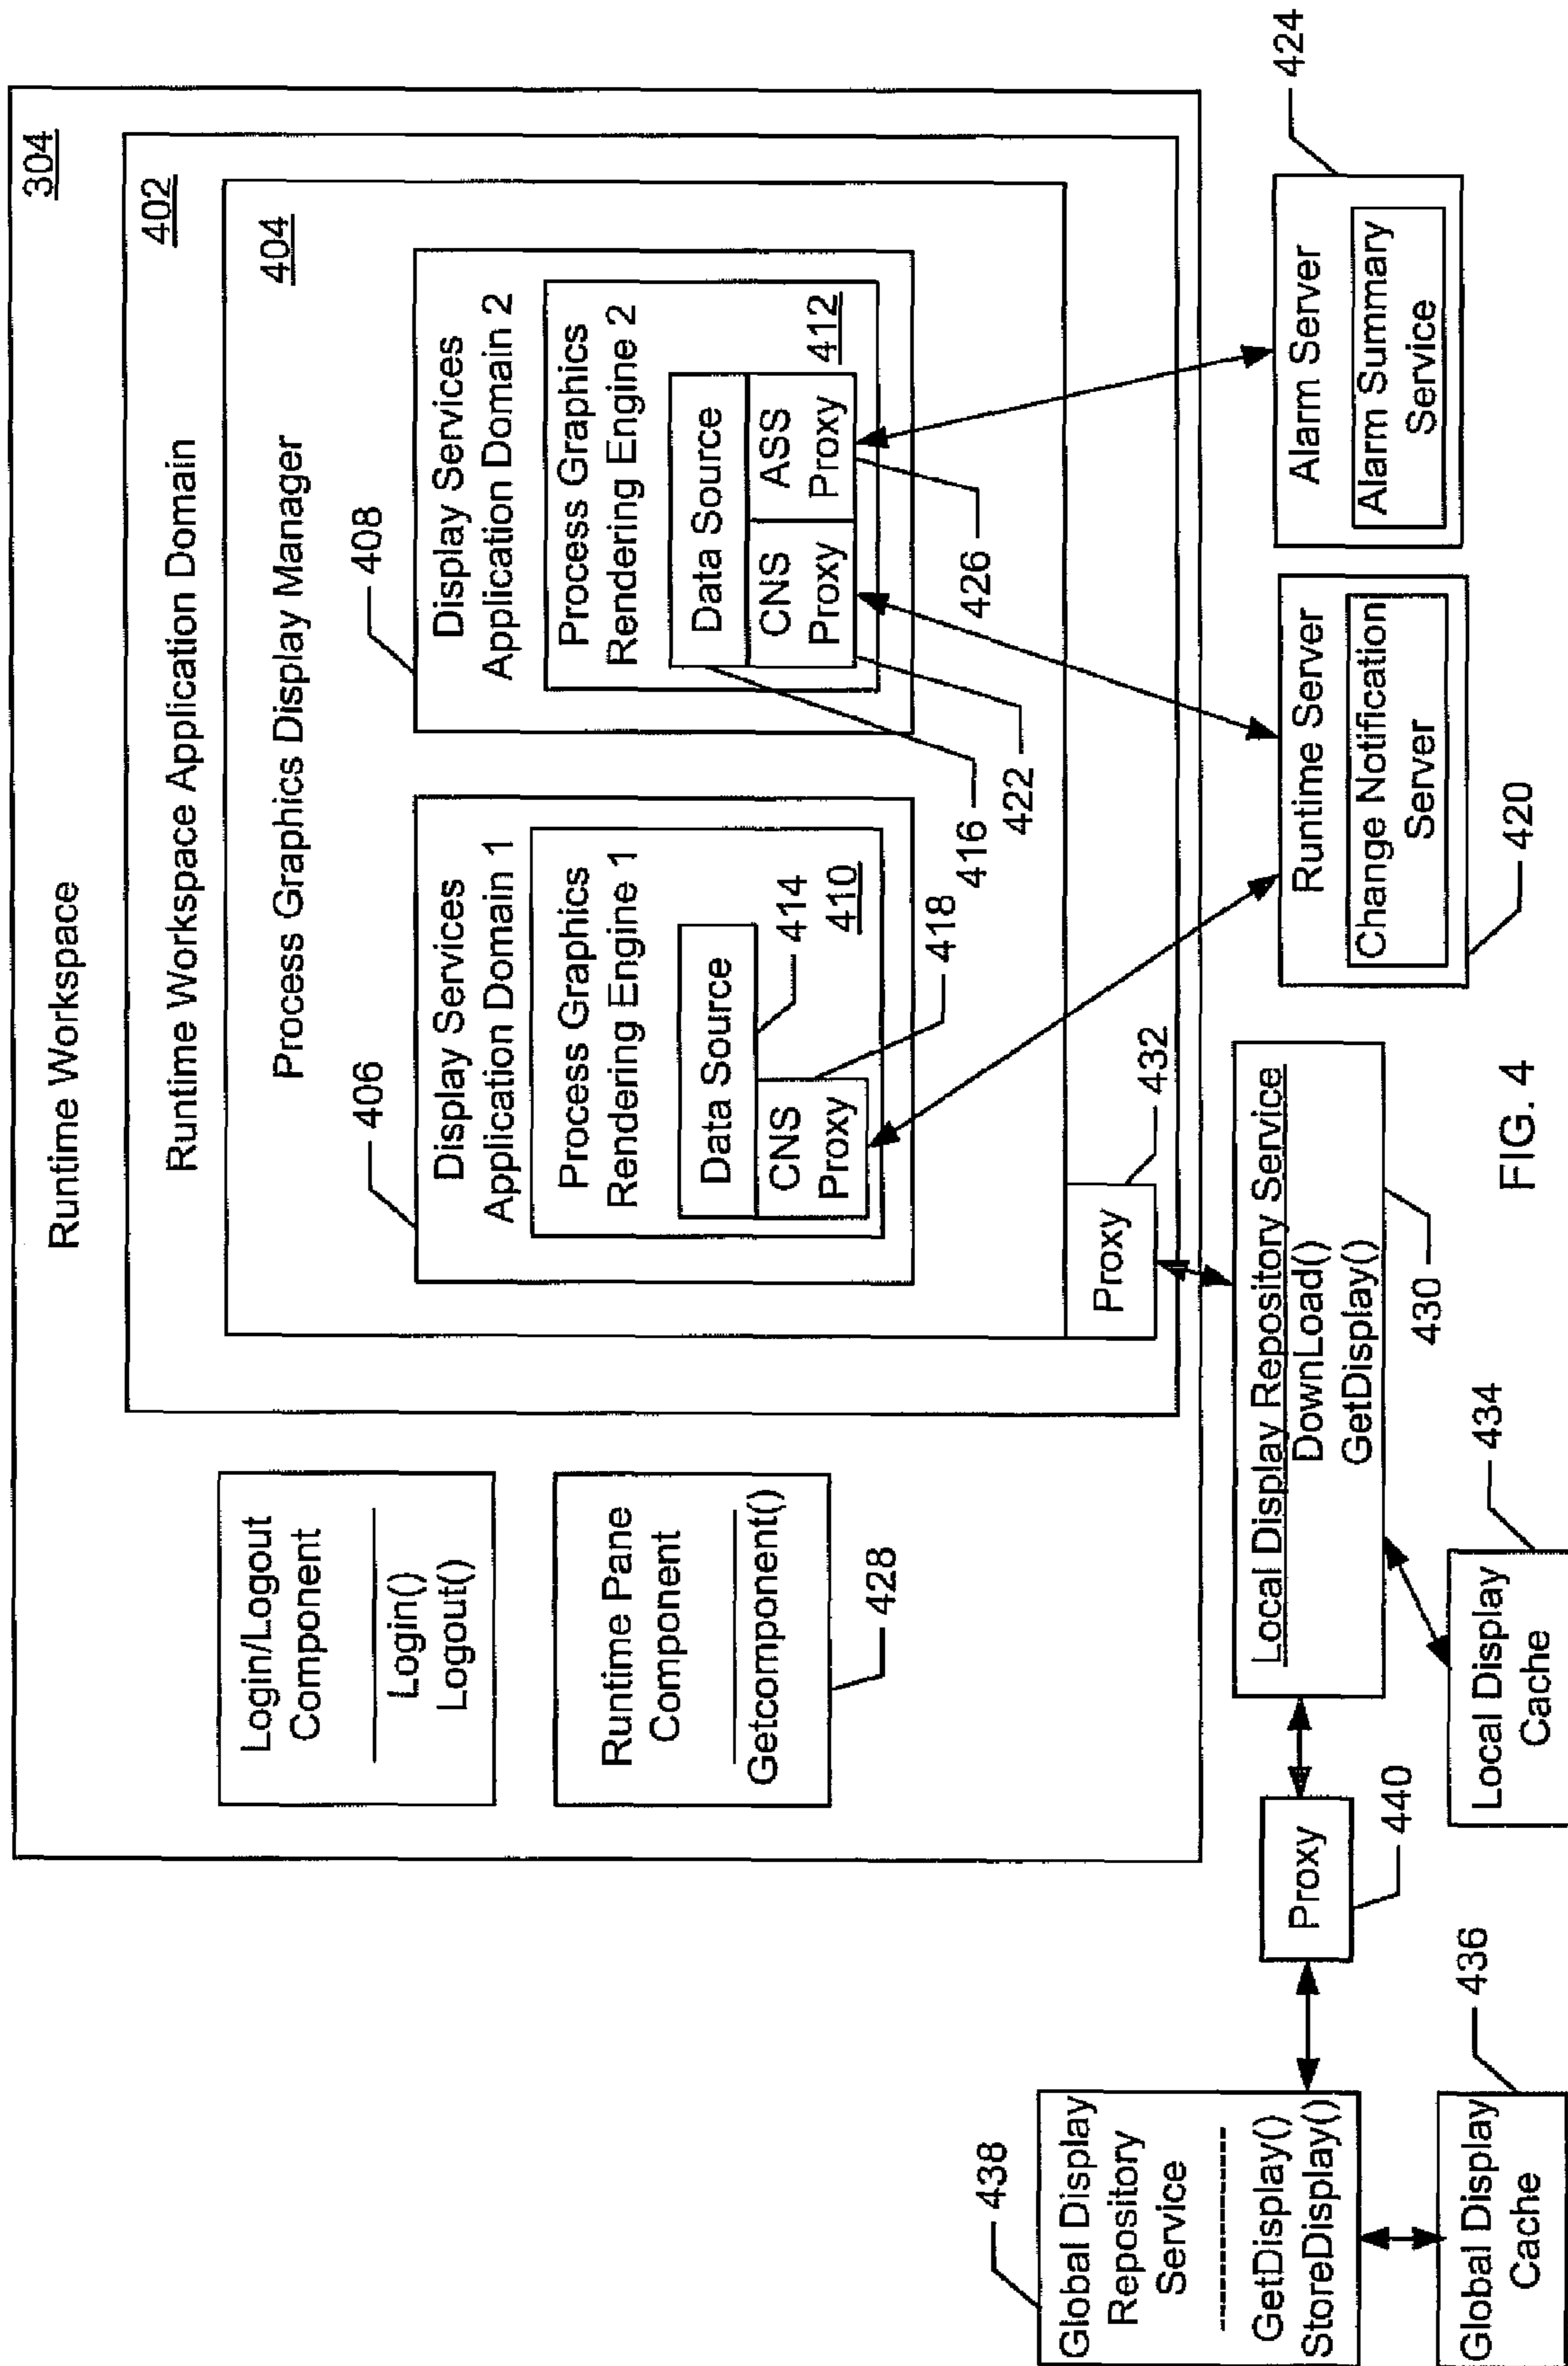 Runtime Workspace
304
Runtime Workspace Application Domain
402
Process Graphics Display Manager
404
Login/Logout
Component
Login()
Logout()
Runtime Pane
Component
Getcomponent()
428
406
Display Services
Application Domain 1
Process Graphics
Rendering Engine 1
Data Source
CNS
Proxy
414
410
418
408
Display Services
Application Domain 2
Process Graphics
Rendering Engine 2
Data Source
CNS
Proxy
ASS
Proxy
412
416
422
426
Proxy
432
438
Global Display
Repository
Service
GetDisplay()
StoreDisplay()
Global Display
Cache
436
Proxy
440
Local Display Repository Service
DownLoad()
GetDisplay()
430
Local Display
Cache
434
Runtime Server
Change Notification
Server
420
Alarm Server
Alarm Summary
Service
424
FIG. 4